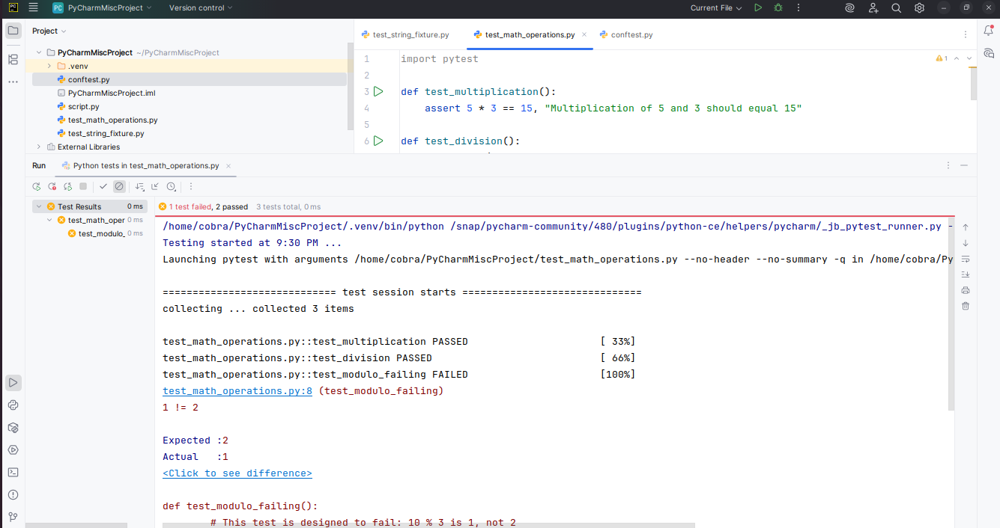 PC
PC PyCharmMiscProject Version control Current File
Project
PyCharmMiscProject ~/PyCharmMiscProject
.venv
conftest.py
PyCharmMiscProject.iml
script.py
test_math_operations.py
test_string_fixture.py
External Libraries
test_string_fixture.py test_math_operations.py conftest.py
1 import pytest
1
2
3 def test_multiplication():
4 assert 5 * 3 == 15, "Multiplication of 5 and 3 should equal 15"
5
6 def test_division():
Run Python tests in test_math_operations.py
Test Results 0 ms
test_math_oper 0 ms
test_modulo_ 0 ms
1 test failed, 2 passed 3 tests total, 0 ms
/home/cobra/PyCharmMiscProject/.venv/bin/python /snap/pycharm-community/480/plugins/python-ce/helpers/pycharm/_jb_pytest_runner.py -
Testing started at 9:30 PM ...
Launching pytest with arguments /home/cobra/PyCharmMiscProject/test_math_operations.py --no-header --no-summary -q in /home/cobra/Py
============================= test session starts ==============================
collecting ... collected 3 items
test_math_operations.py::test_multiplication PASSED [ 33%]
test_math_operations.py::test_division PASSED [ 66%]
test_math_operations.py::test_modulo_failing FAILED [100%]
test_math_operations.py:8 (test_modulo_failing)
1 != 2
Expected :2
Actual :1
<Click to see difference>
def test_modulo_failing():
# This test is designed to fail: 10 % 3 is 1, not 2